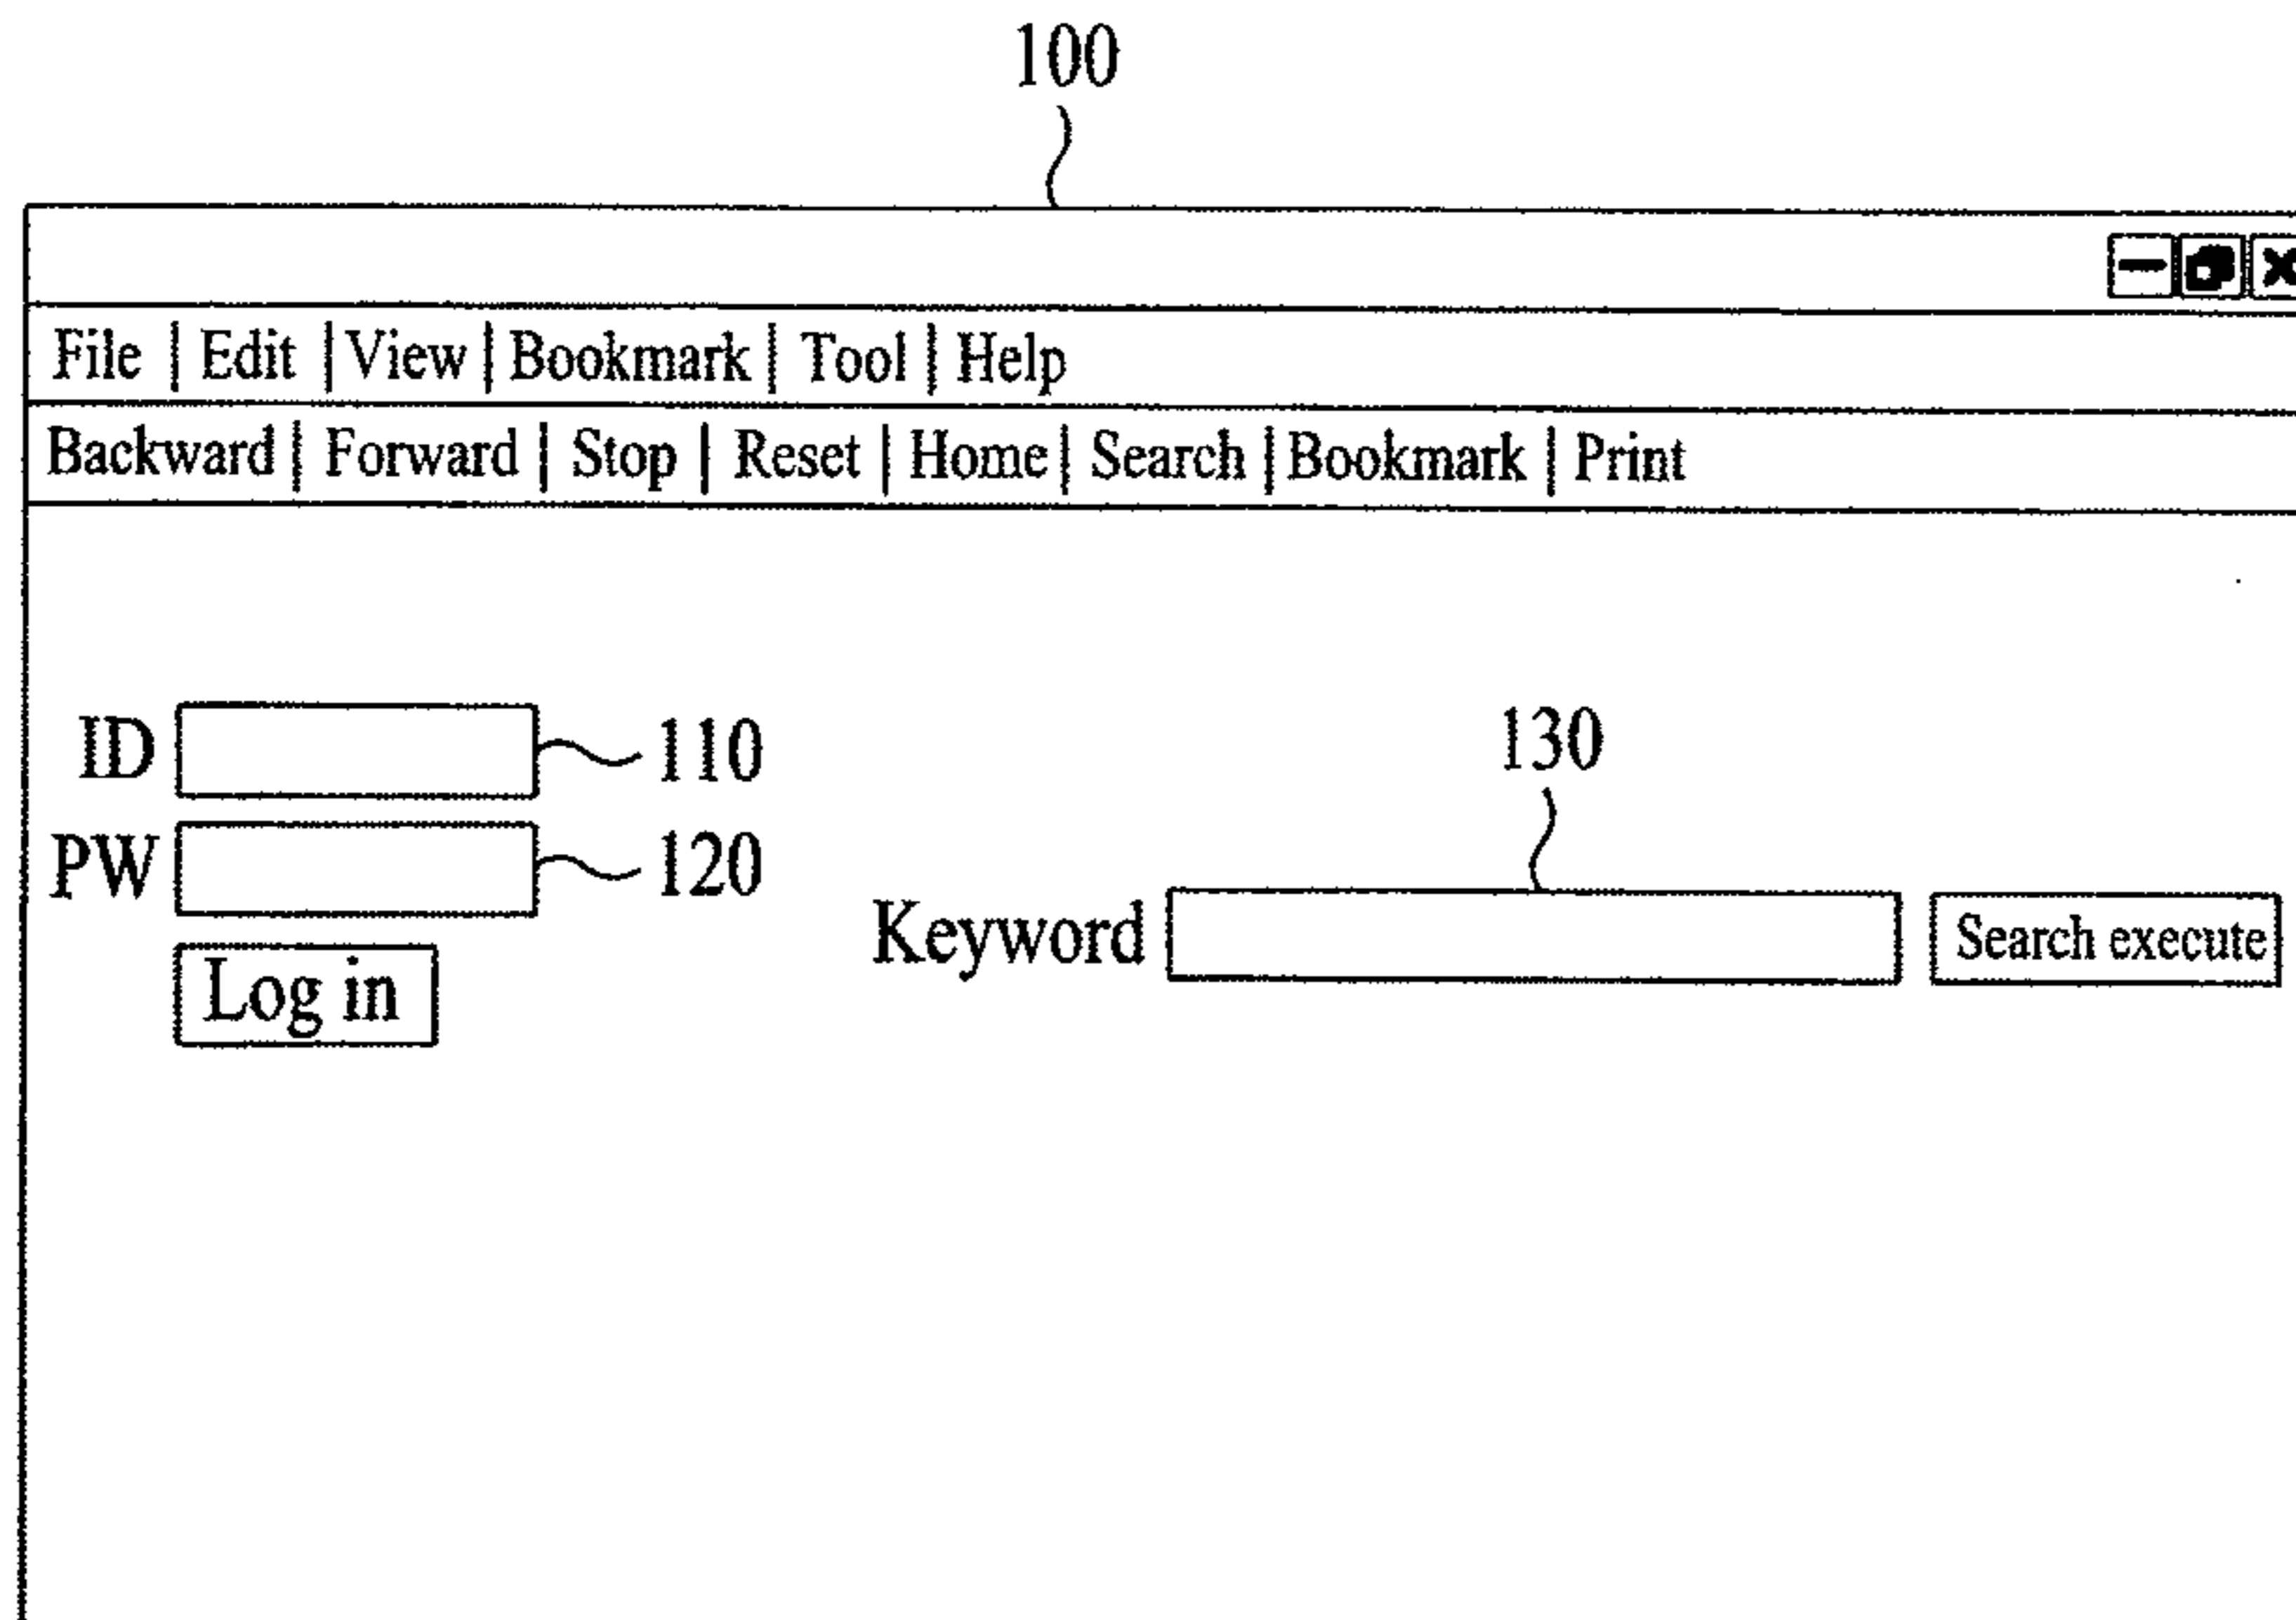 100
File | Edit | View | Bookmark | Tool | Help
Backward | Forward | Stop | Reset | Home | Search | Bookmark | Print
ID 110
130
PW 120
Keyword Search execute
Log in